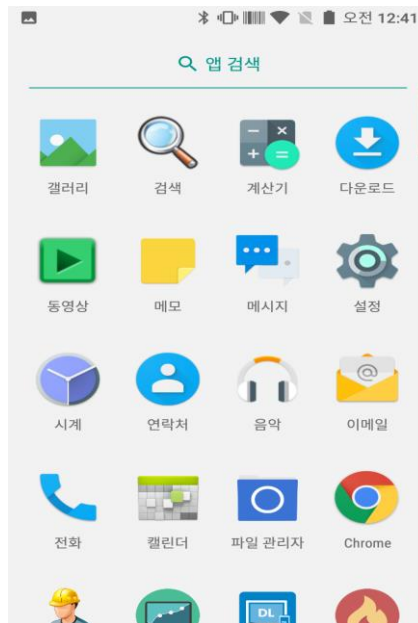 오전 12:41
앱 검색
갤러리 검색 계산기 다운로드
동영상 메모 메시지 설정
시계 연락처 음악 이메일
전화 캘린더 파일 관리자 Chrome
DL